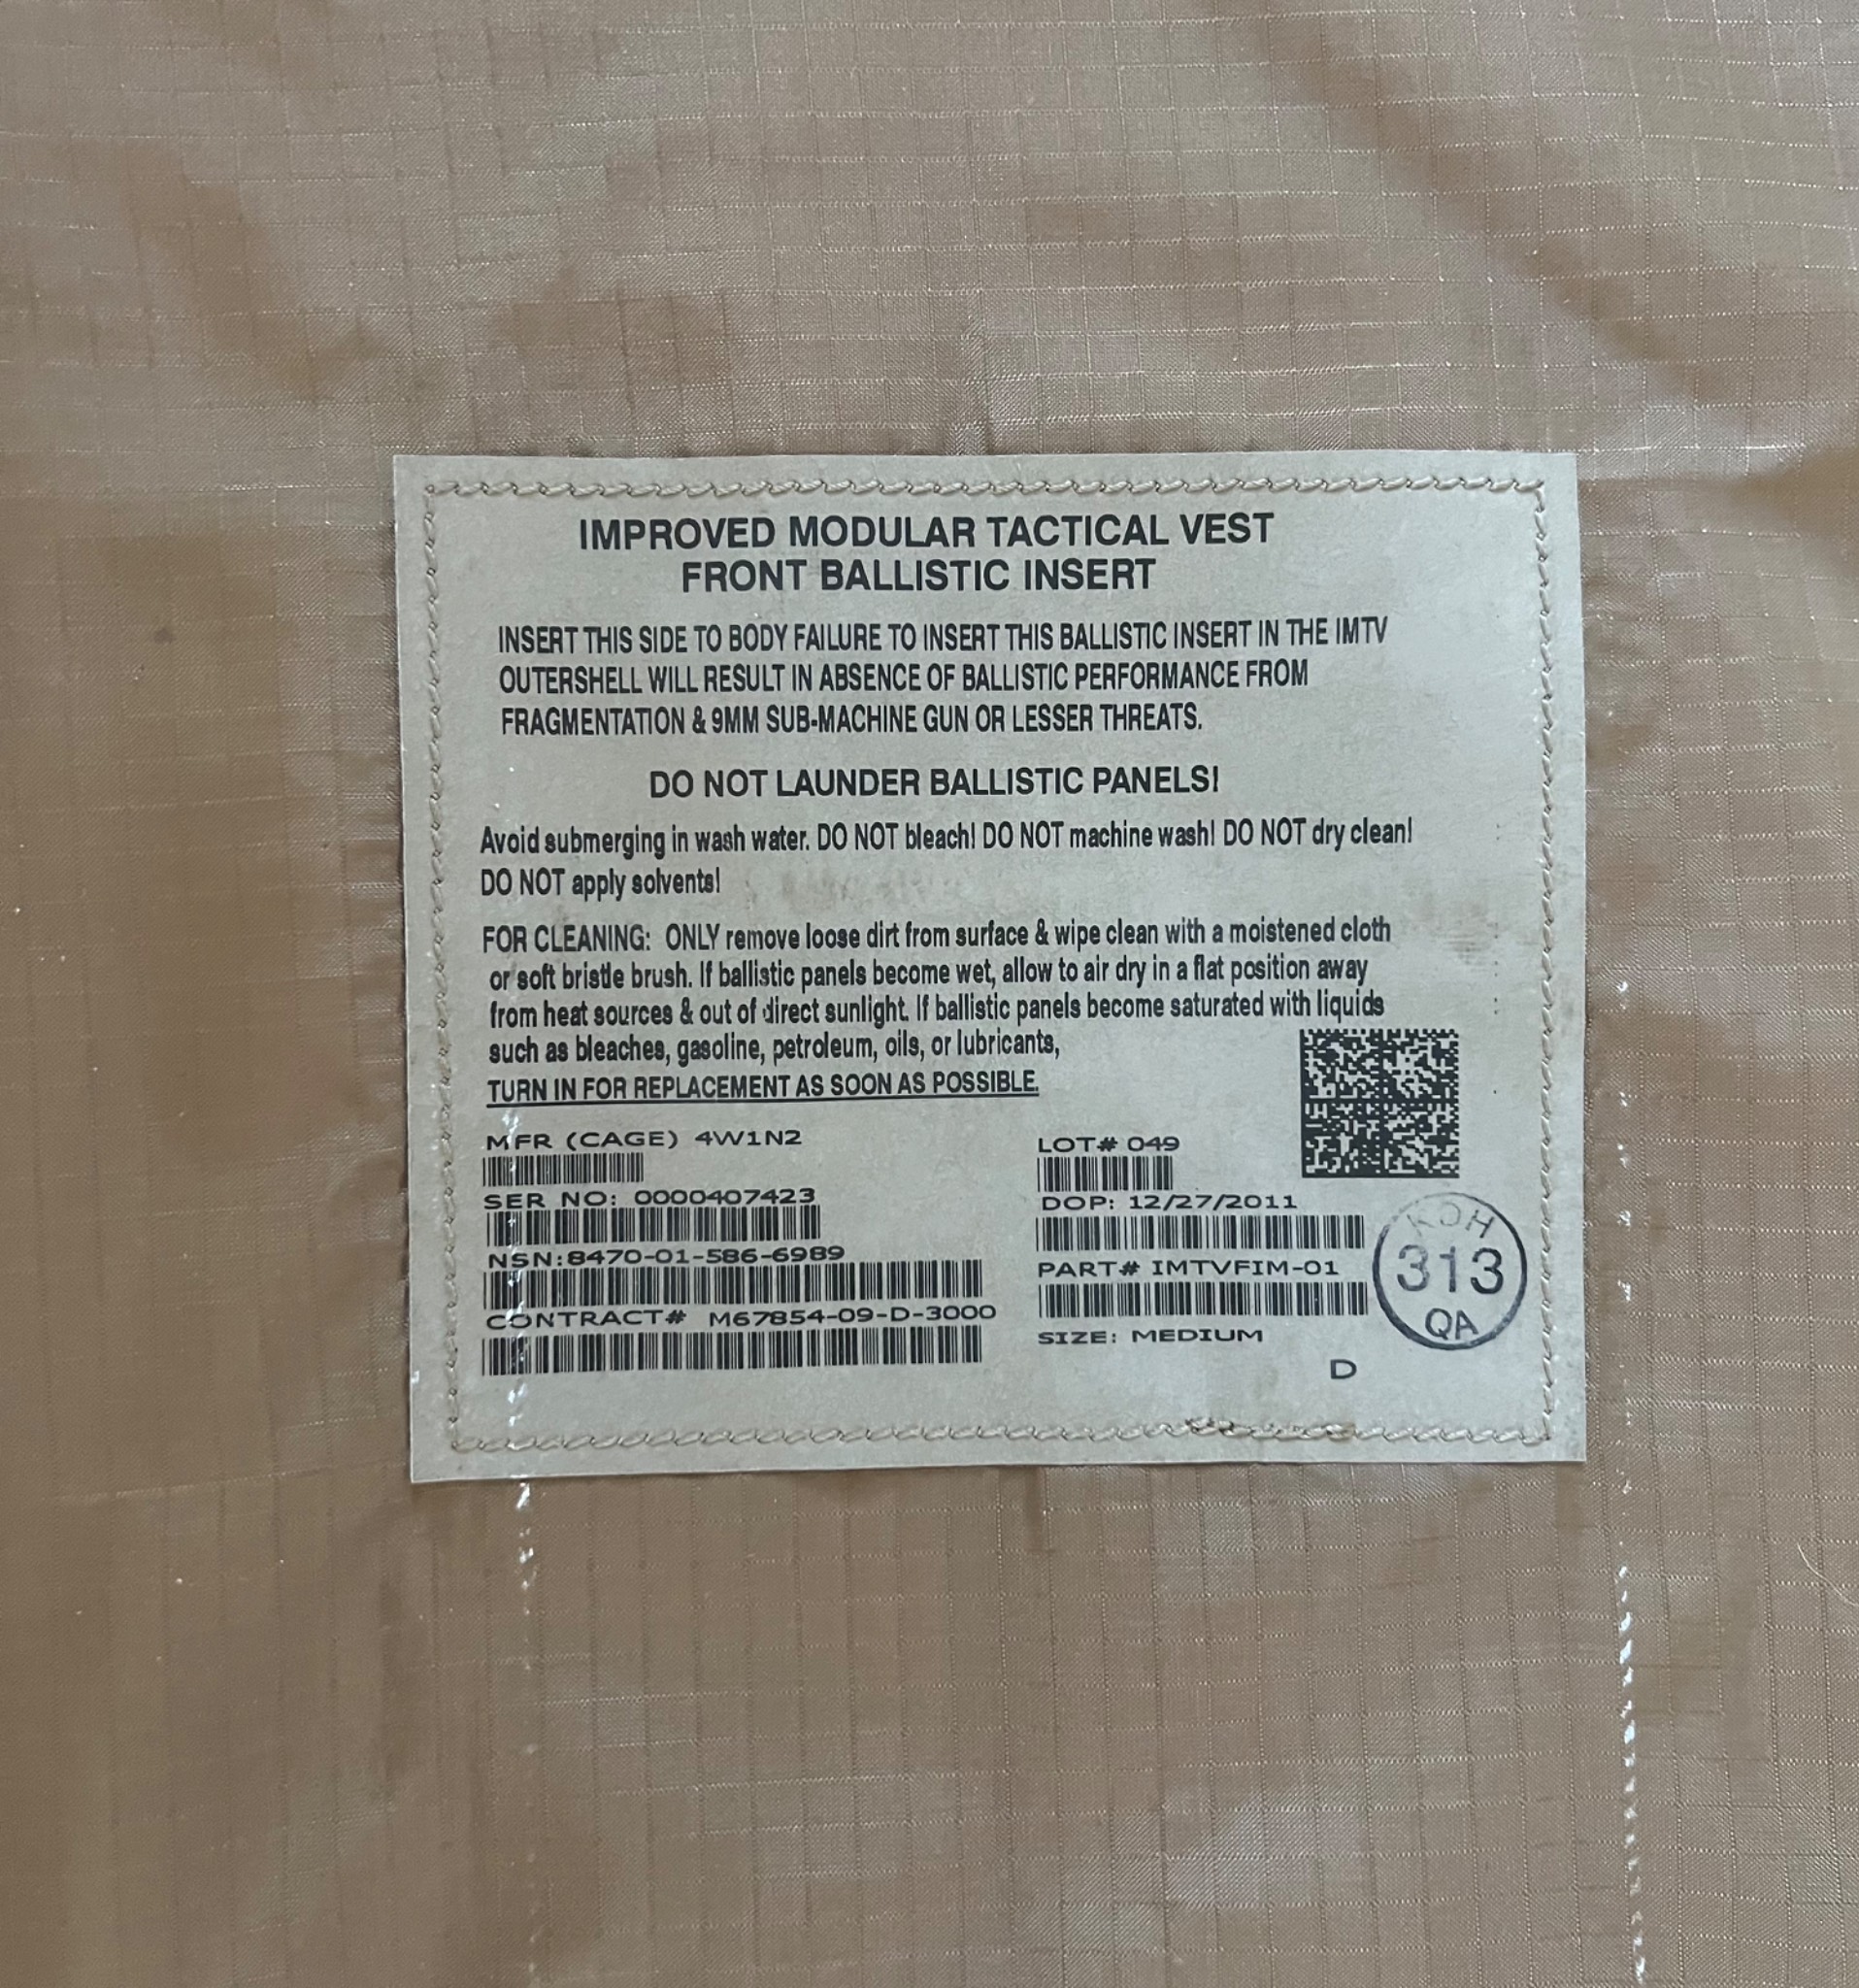 IMPROVED MODULAR TACTICAL VEST
FRONT BALLISTIC INSERT
INSERT THIS SIDE TO BODY FAILURE TO INSERT THIS BALLISTIC INSERT IN THE IMTV
OUTERSHELL WILL RESULT IN ABSENCE OF BALLISTIC PERFORMANCE FROM
FRAGMENTATION & 9MM SUB-MACHINE GUN OR LESSER THREATS.
DO NOT LAUNDER BALLISTIC PANELS!
Avoid submerging in wash water. DO NOT bleach! DO NOT machine wash! DO NOT dry clean!
DO NOT apply solvents!
FOR CLEANING: ONLY remove loose dirt from surface & wipe clean with a moistened cloth
or soft bristle brush. If ballistic panels become wet, allow to air dry in a flat position away
from heat sources & out of direct sunlight. If ballistic panels become saturated with liquids
such as bleaches, gasoline, petroleum, oils, or lubricants,
TURN IN FOR REPLACEMENT AS SOON AS POSSIBLE.
MFR (CAGE) 4W1N2
SER NO: 0000407423
NSN:8470-01-586-6989
CONTRACT# M67854-09-D-3000
LOT# 049
DOP: 12/27/2011
PART# IMTVFIM-01
SIZE: MEDIUM
D
KDH
313
QA